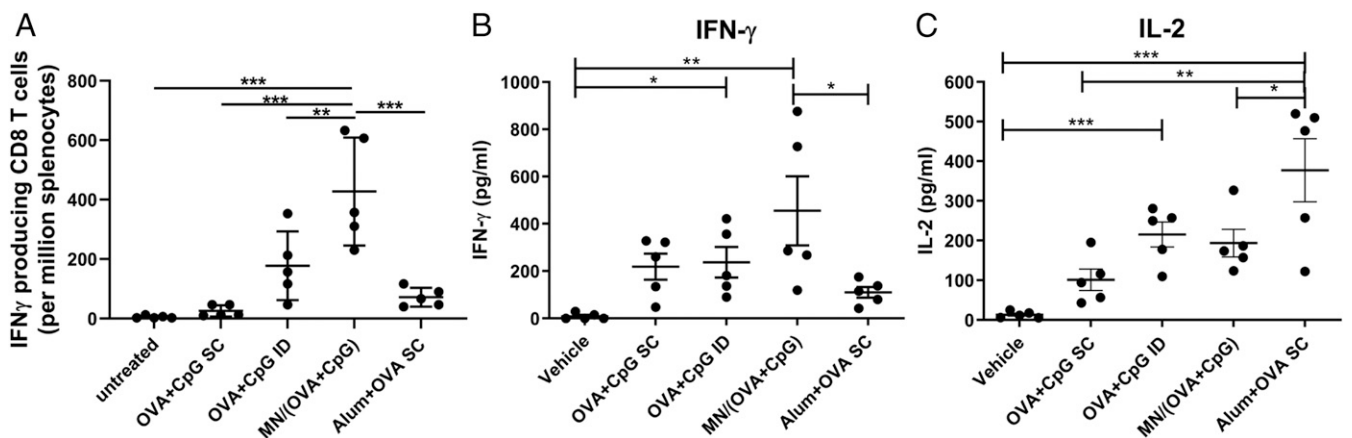 A
IFNγ producing CD8 T cells
(per million splenocytes)
800
600
400
200
0
***
***
**
***
untreated
OVA+CpG SC
OVA+CpG ID
MN/(OVA+CpG)
Alum+OVA SC
B
IFN-γ
IFN-γ (pg/ml)
1000
800
600
400
200
0
**
*
*
Vehicle
OVA+CpG SC
OVA+CpG ID
MN/(OVA+CpG)
Alum+OVA SC
C
IL-2
IL-2 (pg/ml)
600
500
400
300
200
100
0
***
**
*
***
Vehicle
OVA+CpG SC
OVA+CpG ID
MN/(OVA+CpG)
Alum+OVA SC